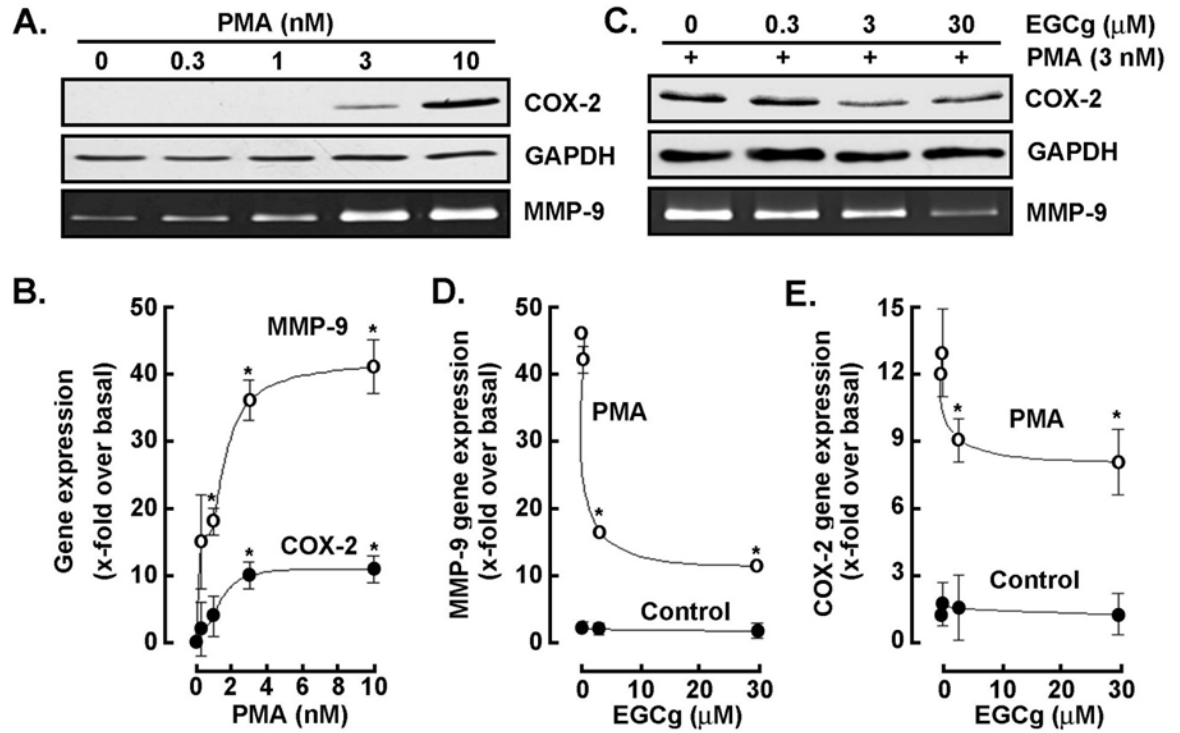 A.
PMA (nM)
0 0.3 1 3 10
COX-2
GAPDH
MMP-9
C.
0 0.3 3 30 EGCg (μM)
+ + + + PMA (3 nM)
COX-2
GAPDH
MMP-9
B.
Gene expression
(x-fold over basal)
50
40
30
20
10
0
MMP-9
* * *
COX-2
* *
0 2 4 6 8 10
PMA (nM)
D.
MMP-9 gene expression
(x-fold over basal)
50
40
30
20
10
0
PMA
* *
Control
0 10 20 30
EGCg (μM)
E.
COX-2 gene expression
(x-fold over basal)
15
12
9
6
3
0
PMA
* *
Control
0 10 20 30
EGCg (μM)